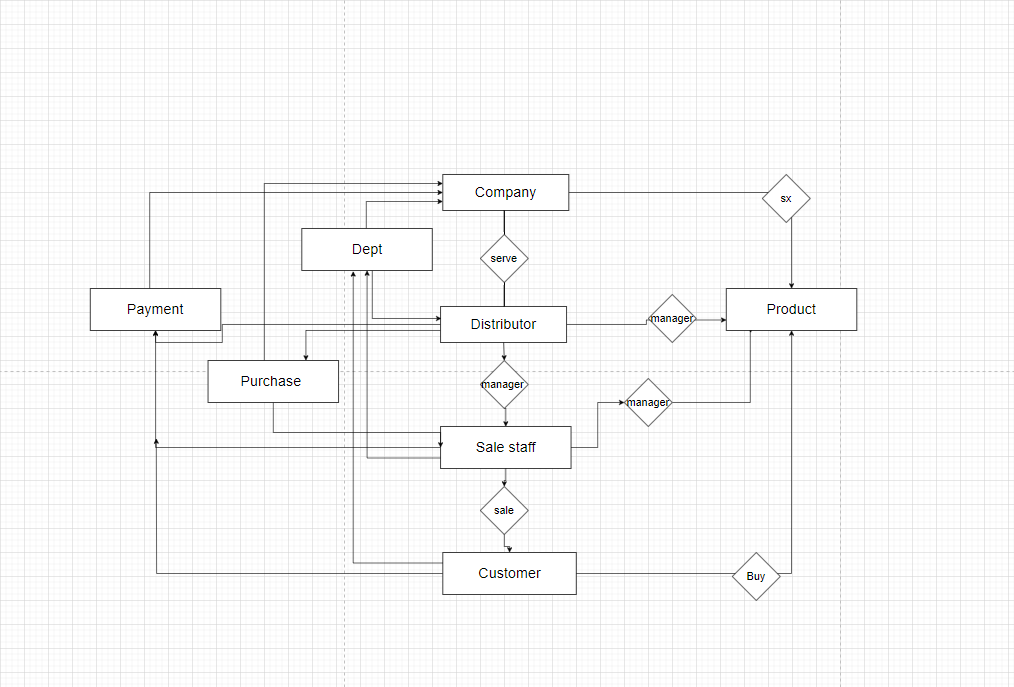 Company
sx
Dept
serve
Payment
Product
Distributor
manager
Purchase
manager
manager
Sale staff
sale
Customer
Buy